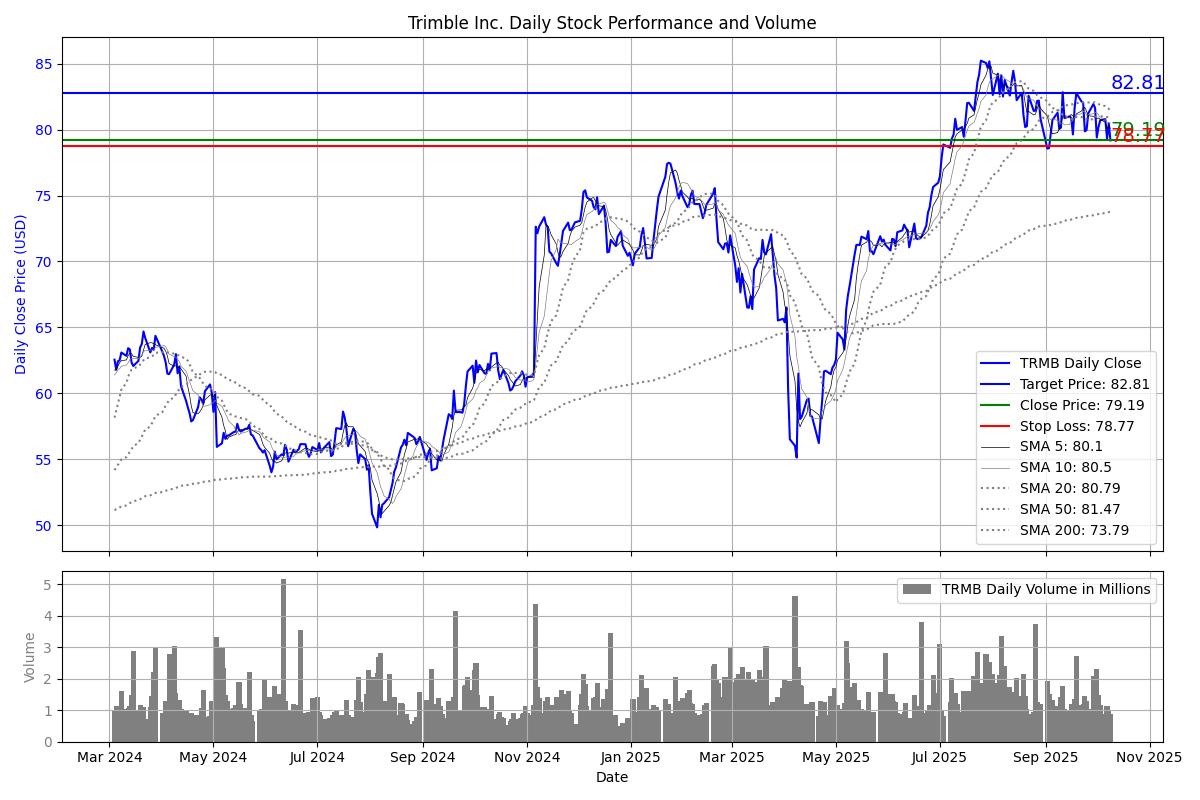 Trimble Inc. Daily Stock Performance and Volume
Daily Close Price (USD)
85
80
75
70
65
60
55
50
82.81
79.19
78.77
TRMB Daily Close
Target Price: 82.81
Close Price: 79.19
Stop Loss: 78.77
SMA 5: 80.1
SMA 10: 80.5
SMA 20: 80.79
SMA 50: 81.47
SMA 200: 73.79
Volume
5
4
3
2
1
0
TRMB Daily Volume in Millions
Mar 2024 May 2024 Jul 2024 Sep 2024 Nov 2024 Jan 2025 Mar 2025 May 2025 Jul 2025 Sep 2025 Nov 2025
Date